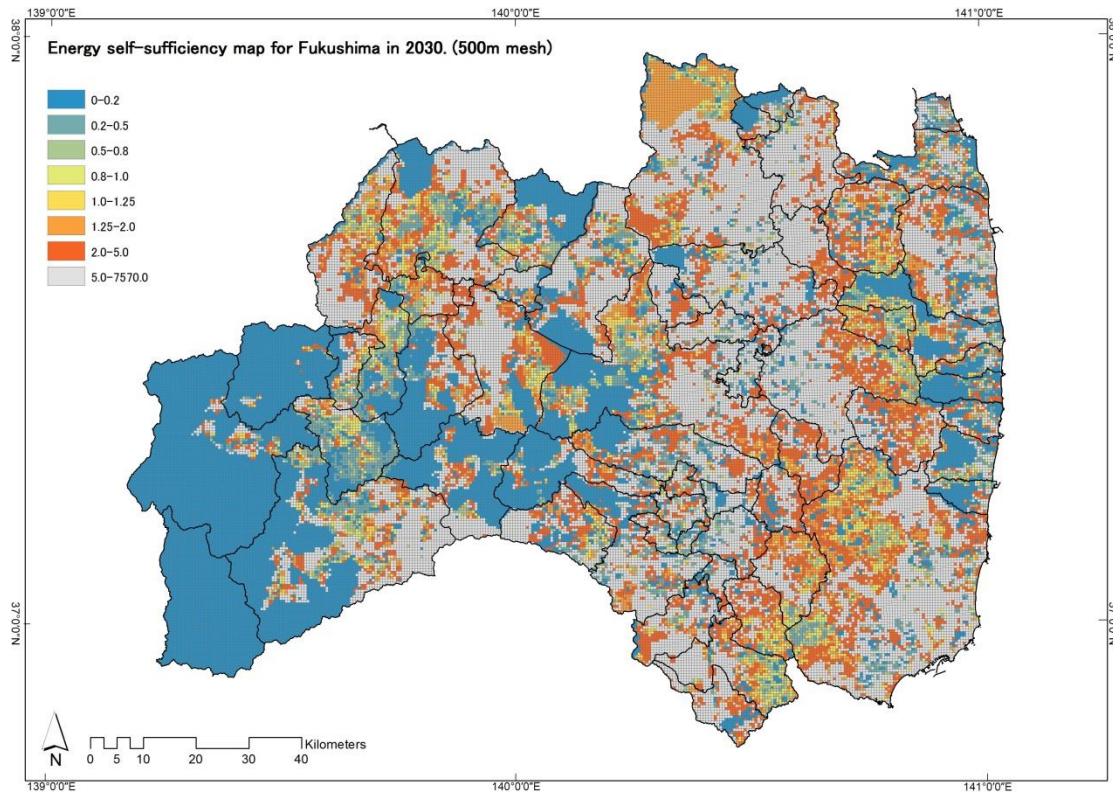 139°0'0"E 140°0'0"E 141°0'0"E
38°0'0"N
Energy self-sufficiency map for Fukushima in 2030. (500m mesh)
0-0.2
0.2-0.5
0.5-0.8
0.8-1.0
1.0-1.25
1.25-2.0
2.0-5.0
5.0-7570.0
37°0'0"N
N
Kilometers
0 5 10 20 30 40
139°0'0"E 140°0'0"E 141°0'0"E